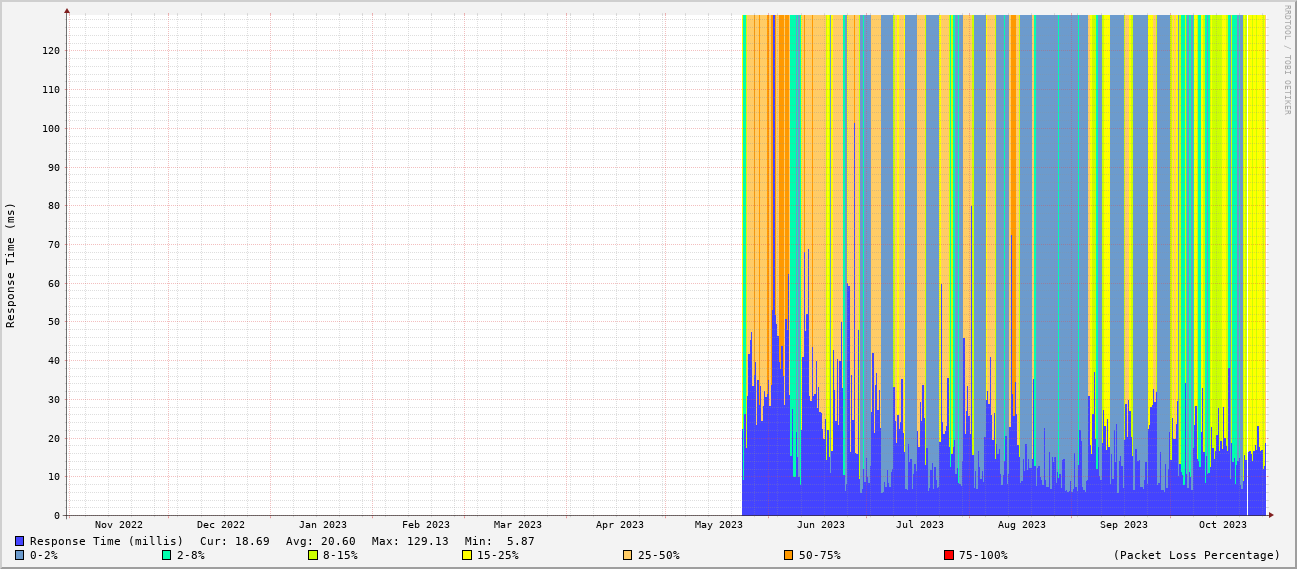 RRDTOOL / TOBI OETIKER
Response Time (ms)
120
110
100
90
80
70
60
50
40
30
20
10
0
Nov 2022 Dec 2022 Jan 2023 Feb 2023 Mar 2023 Apr 2023 May 2023 Jun 2023 Jul 2023 Aug 2023 Sep 2023 Oct 2023
Response Time (millis) Cur: 18.69 Avg: 20.60 Max: 129.13 Min: 5.87
0-2% 2-8% 8-15% 15-25% 25-50% 50-75% 75-100% (Packet Loss Percentage)